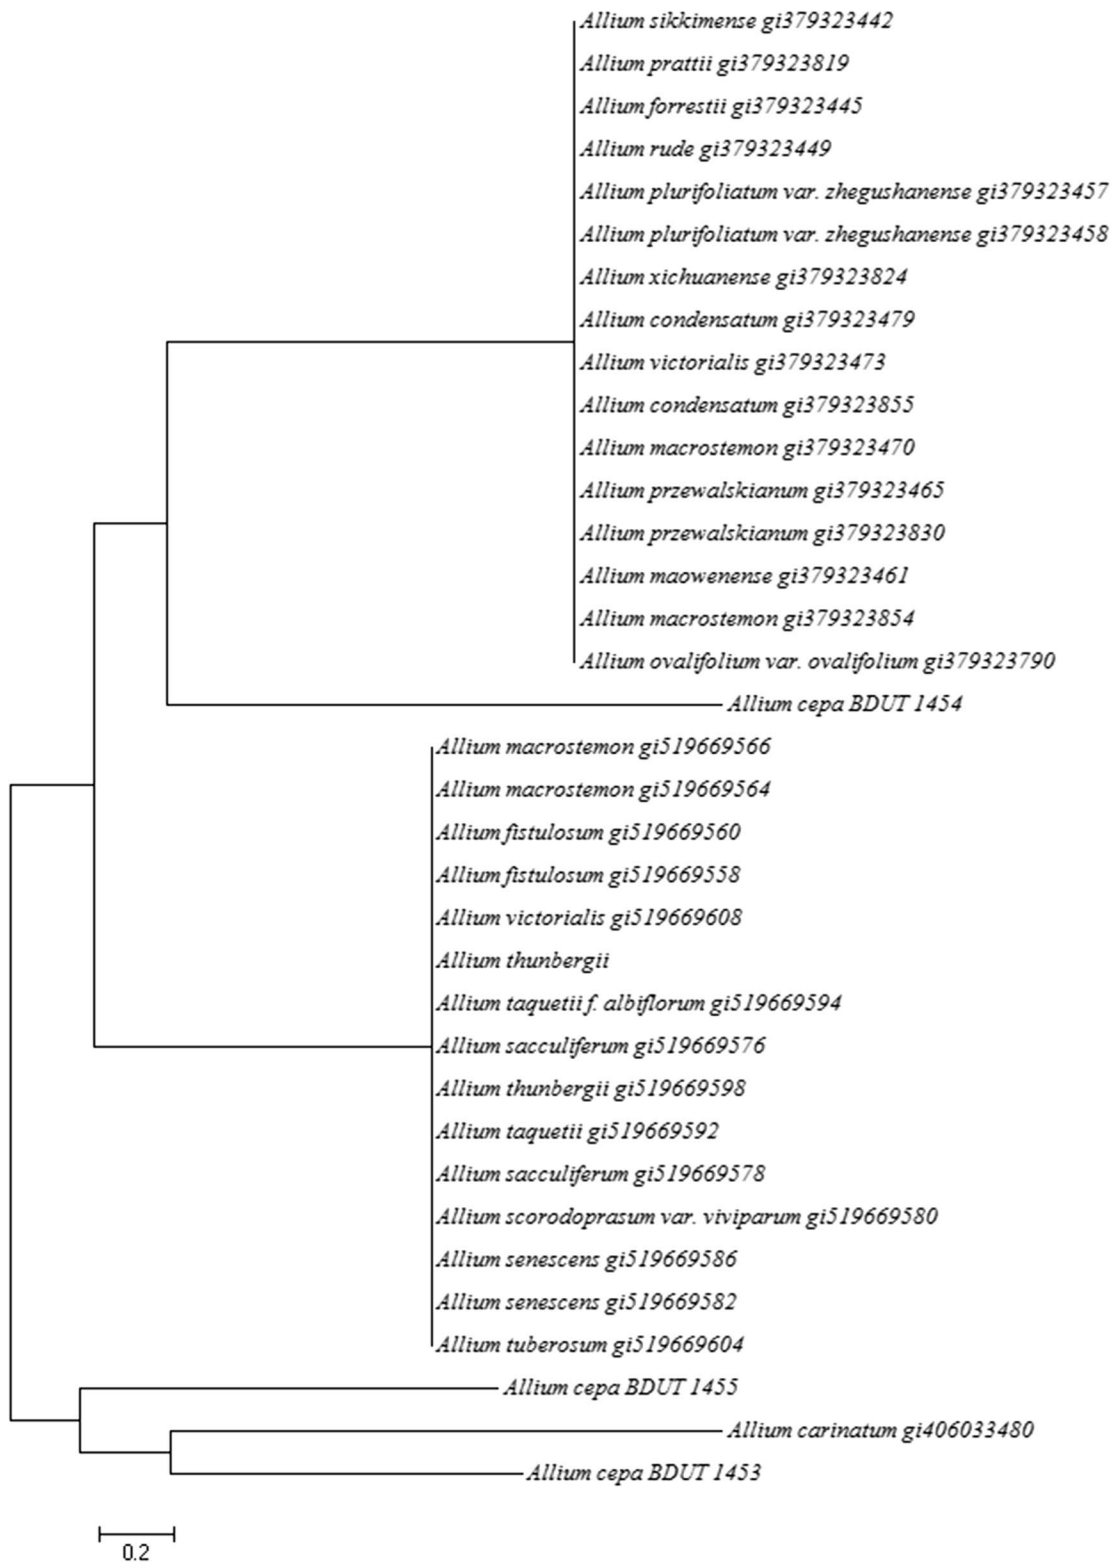 Allium sikkimense gi379323442
Allium prattii gi379323819
Allium forrestii gi379323445
Allium rude gi379323449
Allium plurifoliatum var. zhegushanense gi379323457
Allium plurifoliatum var. zhegushanense gi379323458
Allium xichuanense gi379323824
Allium condensatum gi379323479
Allium victorialis gi379323473
Allium condensatum gi379323855
Allium macrostemon gi379323470
Allium przewalskianum gi379323465
Allium przewalskianum gi379323830
Allium maowenense gi379323461
Allium macrostemon gi379323854
Allium ovalifolium var. ovalifolium gi379323790
Allium cepa BDUT 1454
Allium macrostemon gi519669566
Allium macrostemon gi519669564
Allium fistulosum gi519669560
Allium fistulosum gi519669558
Allium victorialis gi519669608
Allium thunbergii
Allium taquetii f. albiflorum gi519669594
Allium sacculiferum gi519669576
Allium thunbergii gi519669598
Allium taquetii gi519669592
Allium sacculiferum gi519669578
Allium scorodoprasum var. viviparum gi519669580
Allium senescens gi519669586
Allium senescens gi519669582
Allium tuberosum gi519669604
Allium cepa BDUT 1455
Allium carinatum gi406033480
Allium cepa BDUT 1453
0.2